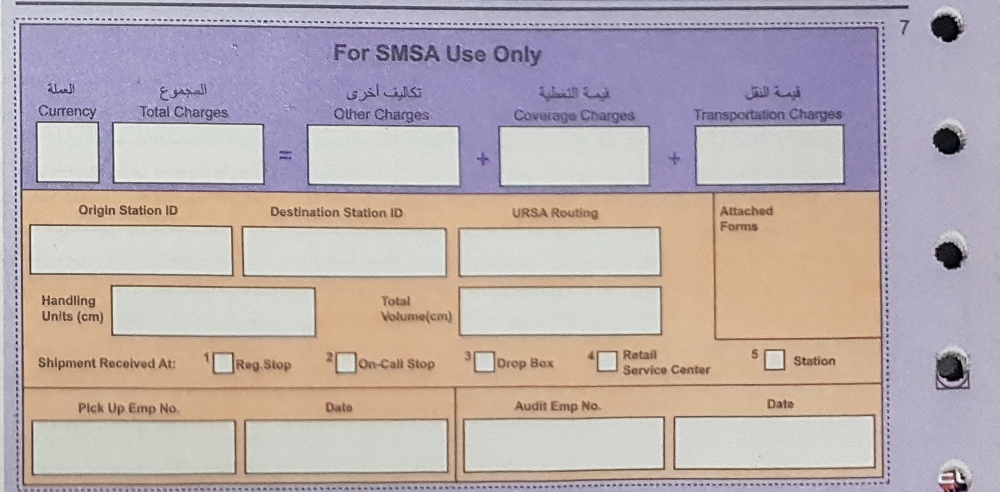 7
For SMSA Use Only
العملة المجموع تكاليف أخرى قيمة التغطية قيمة النقل
Currency Total Charges Other Charges Coverage Charges Transportation Charges
= + +
Origin Station ID Destination Station ID URSA Routing Attached
Forms
Handling
Units (cm)
Total
Volume(cm)
Shipment Received At: 1 Reg.Stop 2 On-Call Stop 3 Drop Box 4 Retail
Service Center 5 Station
Pick Up Emp No. Date Audit Emp No. Date